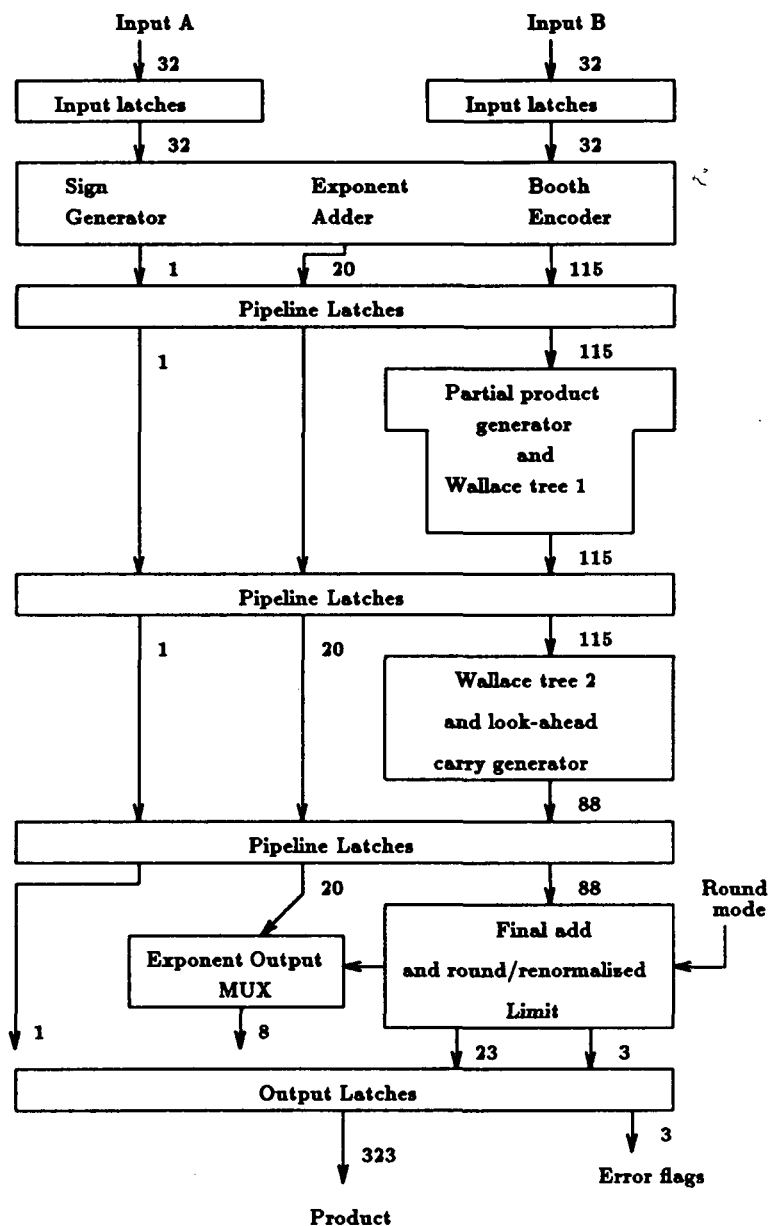 Input A Input B
32 32
Input latches Input latches
32 32
Sign Exponent Booth
Generator Adder Encoder
1 20 115
Pipeline Latches
1 115
Partial product
generator
and
Wallace tree 1
115
Pipeline Latches
1 20 115
Wallace tree 2
and look-ahead
carry generator
88
Pipeline Latches
20 88 Round
mode
Final add
Exponent Output and round/renormalised
MUX
Limit
1 8 23 3
Output Latches
323 3
Error flags
Product